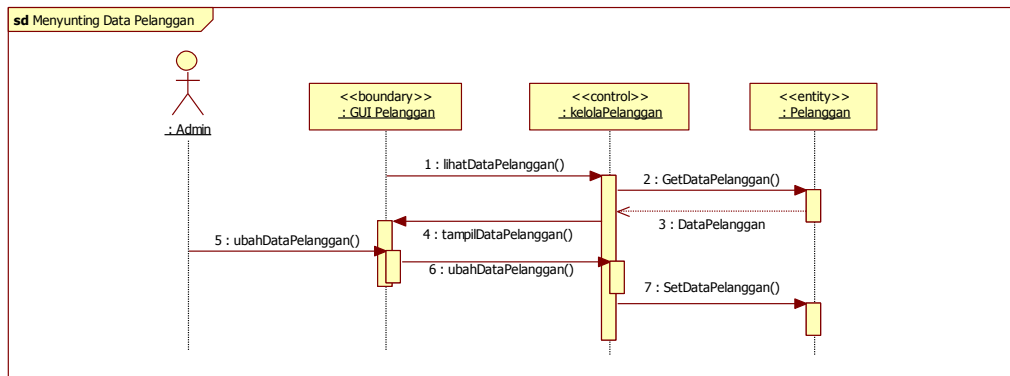 sd Menyunting Data Pelanggan
: Admin
<<boundary>>
: GUI Pelanggan
<<control>>
: kelolaPelanggan
<<entity>>
: Pelanggan
1 : lihatDataPelanggan()
2 : GetDataPelanggan()
3 : DataPelanggan
4 : tampilDataPelanggan()
5 : ubahDataPelanggan()
6 : ubahDataPelanggan()
7 : SetDataPelanggan()